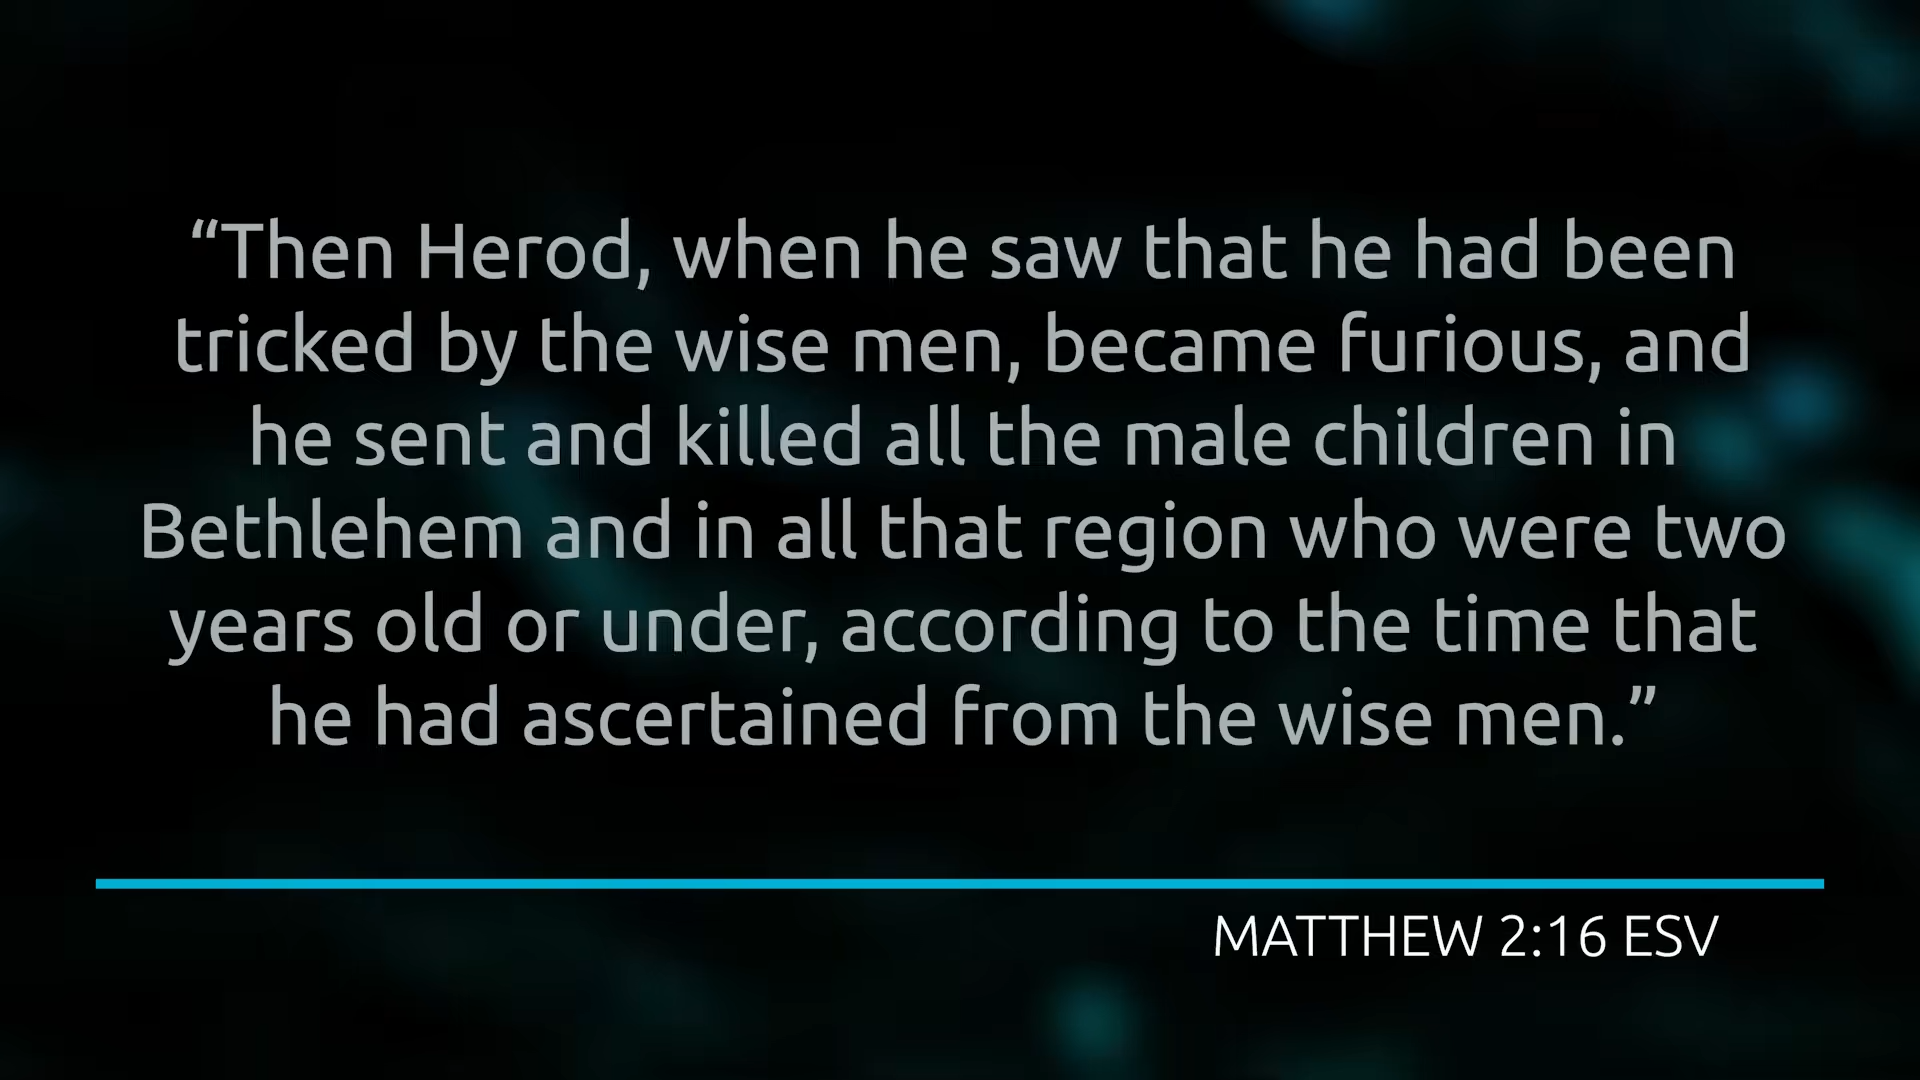 “Then Herod, when he saw that he had been
tricked by the wise men, became furious, and
he sent and killed all the male children in
Bethlehem and in all that region who were two
years old or under, according to the time that
he had ascertained from the wise men.”
MATTHEW 2:16 ESV